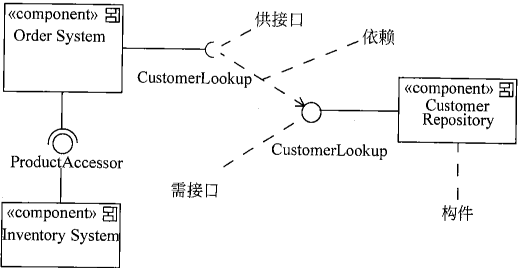 «component»
Order System
供接口
依赖
CustomerLookup
«component»
Customer
Repository
CustomerLookup
ProductAccessor
需接口
«component»
Inventory System
构件